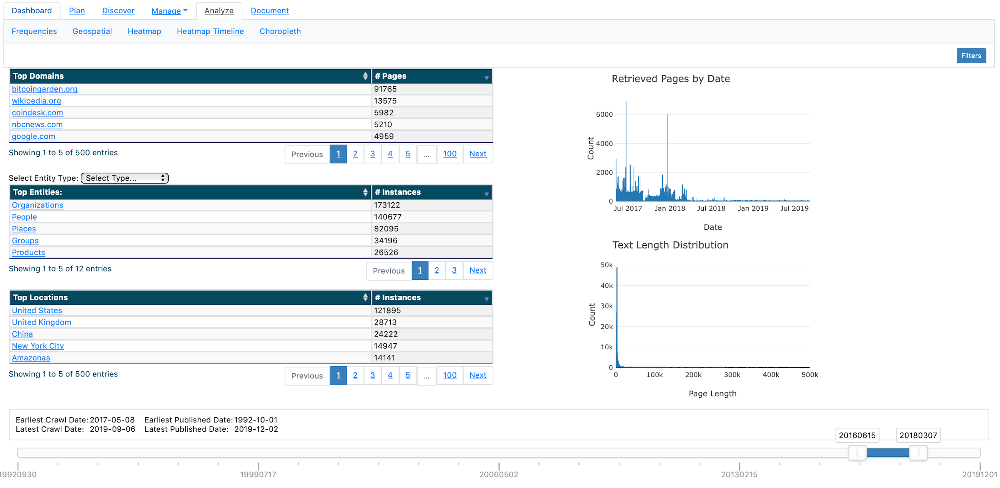 Dashboard Plan Discover Manage Analyze Document
Frequencies Geospatial Heatmap Heatmap Timeline Choropleth
Filters
Top Domains # Pages
bitcoingarden.org 91765
wikipedia.org 13575
coindesk.com 5982
nbcnews.com 5210
google.com 4959
Showing 1 to 5 of 500 entries
Previous 1 2 3 4 5 ... 100 Next
Select Entity Type: Select Type...
Top Entities: # Instances
Organizations 173122
People 140677
Places 82095
Groups 34196
Products 26526
Showing 1 to 5 of 12 entries
Previous 1 2 3 Next
Top Locations # Instances
United States 121895
United Kingdom 28713
China 24222
New York City 14947
Amazonas 14141
Showing 1 to 5 of 500 entries
Previous 1 2 3 4 5 ... 100 Next
Retrieved Pages by Date
Count
6000
4000
2000
0
Jul 2017 Jan 2018 Jul 2018 Jan 2019 Jul 2019
Date
Text Length Distribution
Count
50k
40k
30k
20k
10k
0
0 100k 200k 300k 400k 500k
Page Length
Earliest Crawl Date: 2017-05-08 Earliest Published Date: 1992-10-01
Latest Crawl Date: 2019-09-06 Latest Published Date: 2019-12-02
20160615 20180307
19920930 19990717 20060502 20130215 20191201